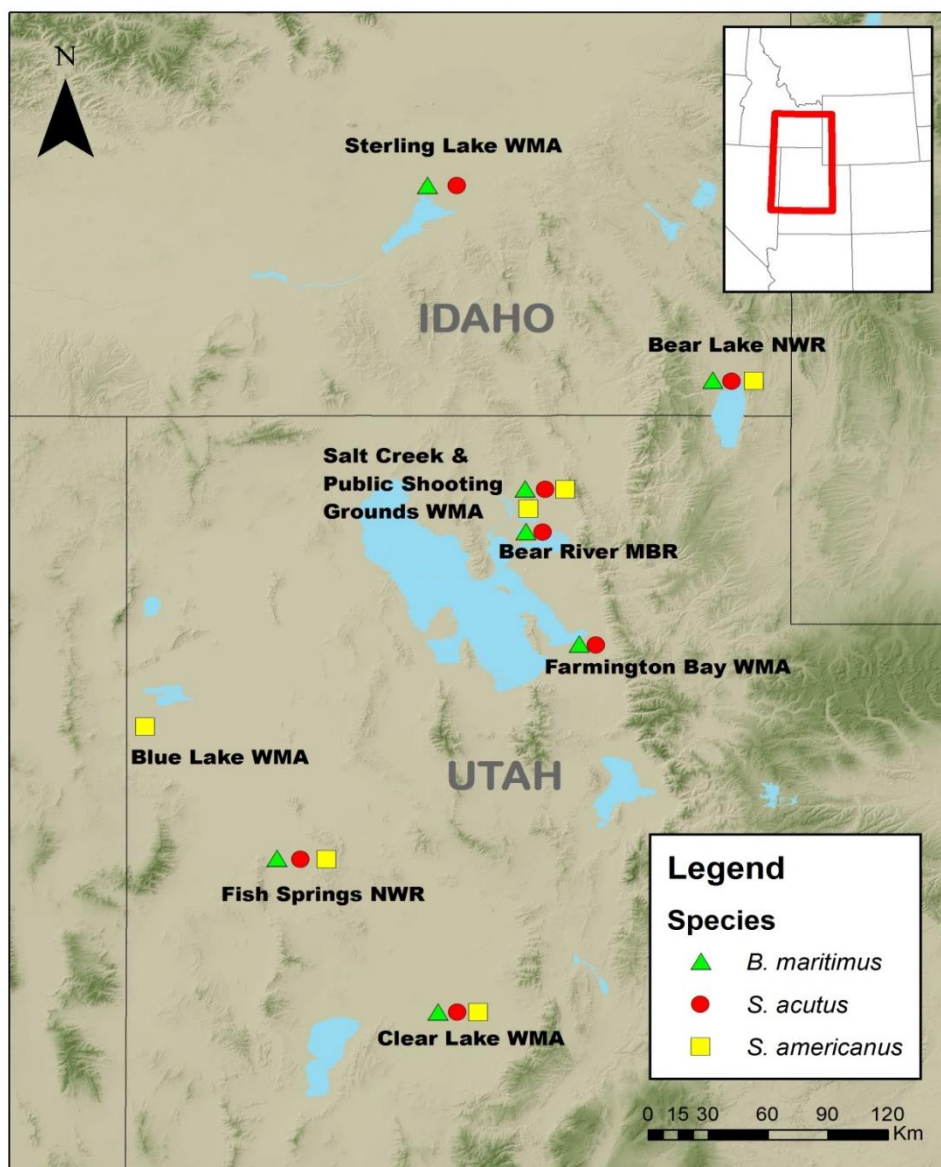 N
Sterling Lake WMA
IDAHO
Bear Lake NWR
Salt Creek &
Public Shooting
Grounds WMA
Bear River MBR
Farmington Bay WMA
Blue Lake WMA
UTAH
Fish Springs NWR
Clear Lake WMA
Legend
Species
B. maritimus
S. acutus
S. americanus
0 15 30 60 90 120
Km